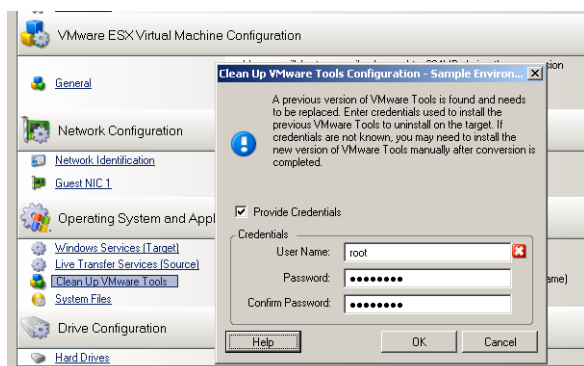 VMware ESX Virtual Machine Configuration
General
Clean Up VMware Tools Configuration - Sample Environ...
A previous version of VMware Tools is found and needs
to be replaced. Enter credentials used to install the
previous VMware Tools to uninstall on the target. If
credentials are not known, you may need to install the
new version of VMware Tools manually after conversion is
completed.
Provide Credentials
Credentials
User Name: root
Password:
Confirm Password:
Help OK Cancel
Network Configuration
Network Identification
Guest NIC 1
Operating System and Appl
Windows Services (Target)
Live Transfer Services (Source)
Clean Up VMware Tools
System Files
Drive Configuration
Hard Drives